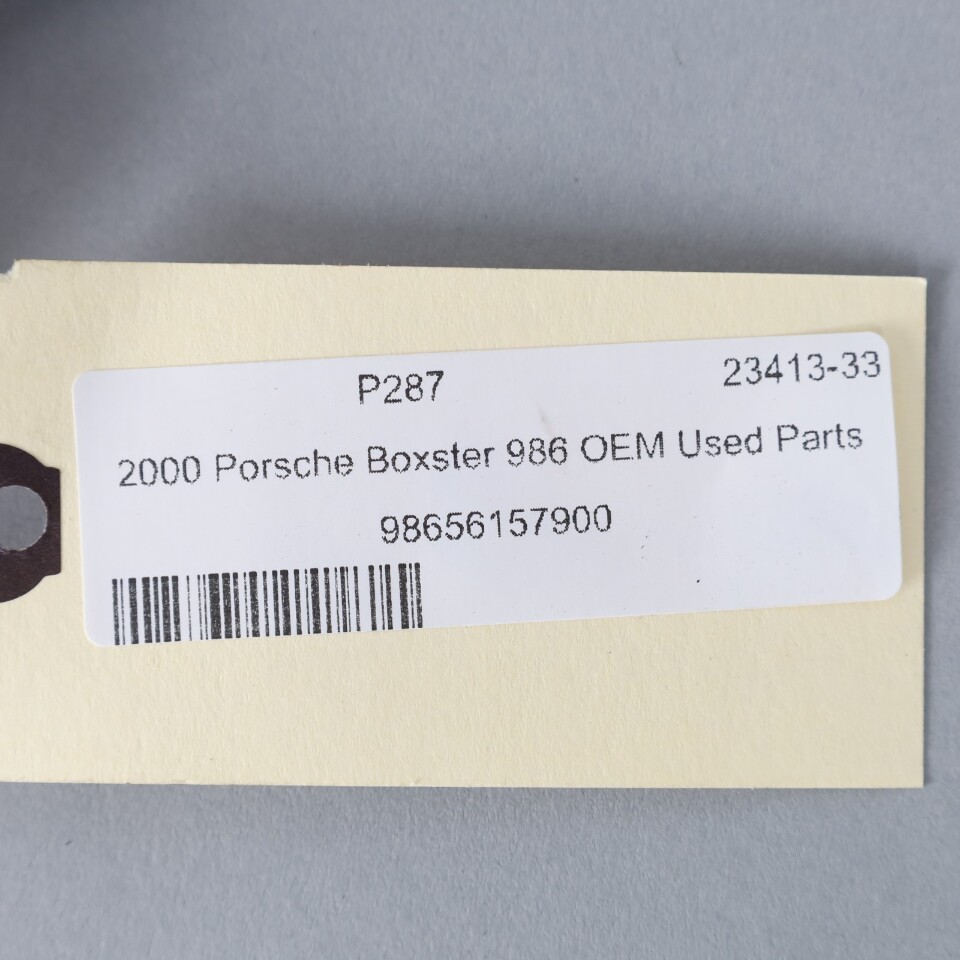 P287 23413-33
2000 Porsche Boxster 986 OEM Used Parts
98656157900